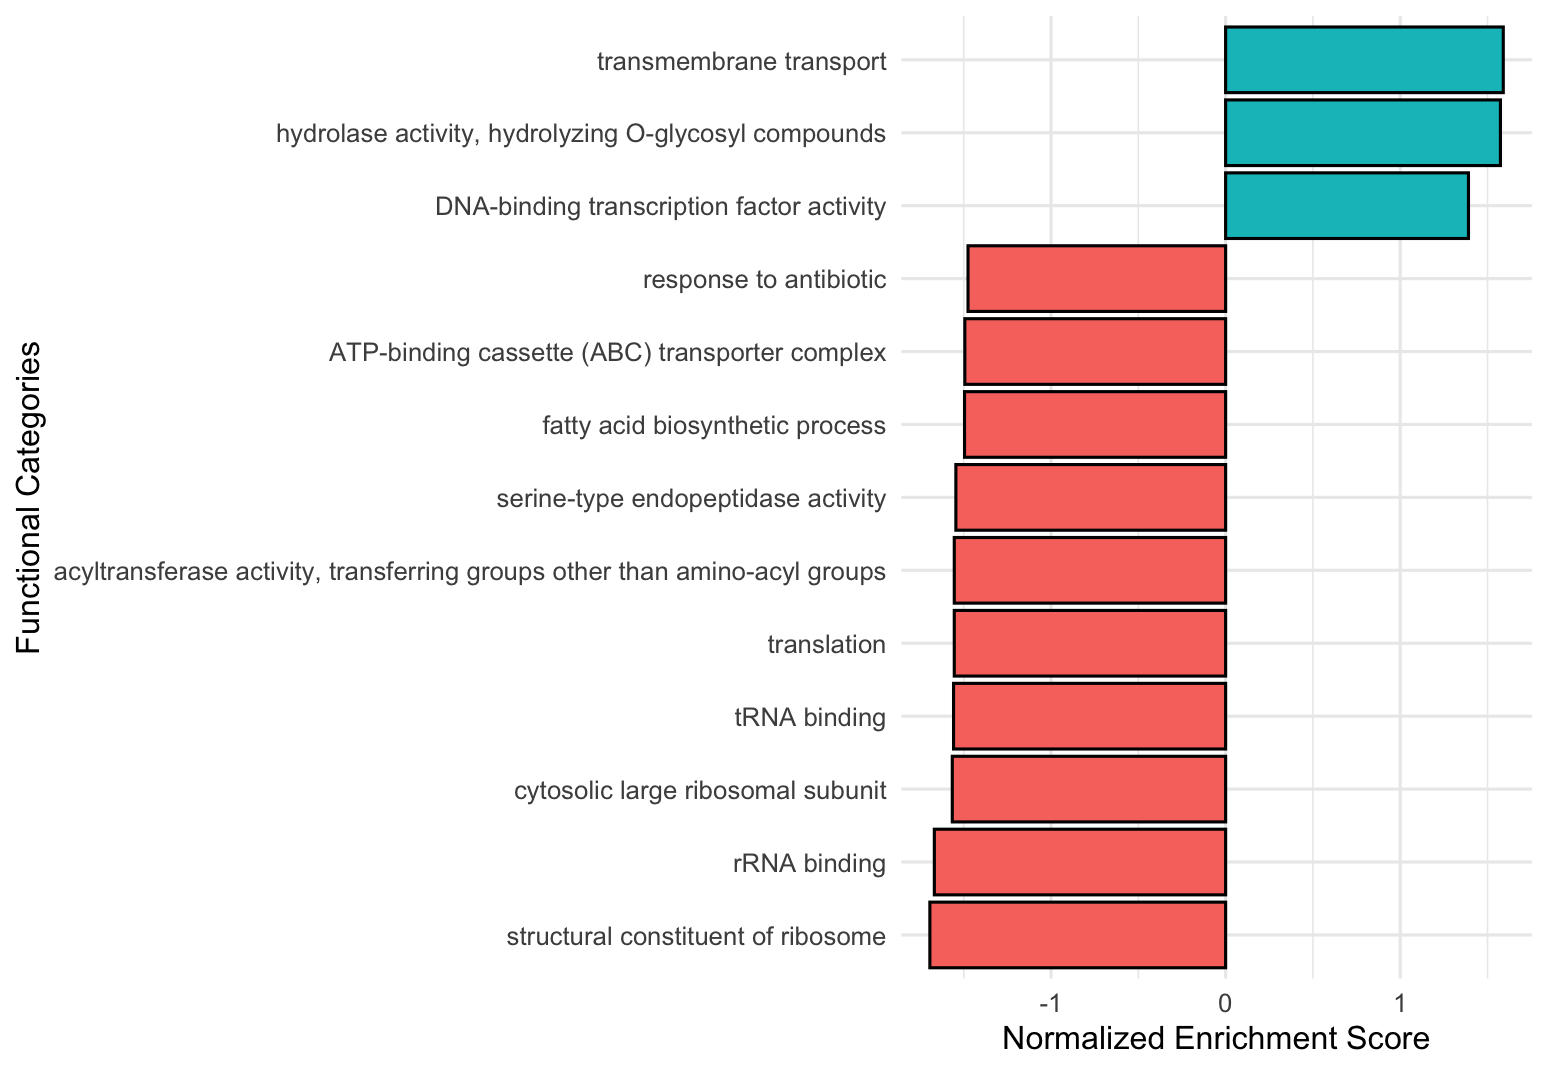 transmembrane transport
hydrolase activity, hydrolyzing O-glycosyl compounds
DNA-binding transcription factor activity
response to antibiotic
ATP-binding cassette (ABC) transporter complex
fatty acid biosynthetic process
serine-type endopeptidase activity
acyltransferase activity, transferring groups other than amino-acyl groups
translation
tRNA binding
cytosolic large ribosomal subunit
rRNA binding
structural constituent of ribosome
Functional Categories
-1 0 1
Normalized Enrichment Score